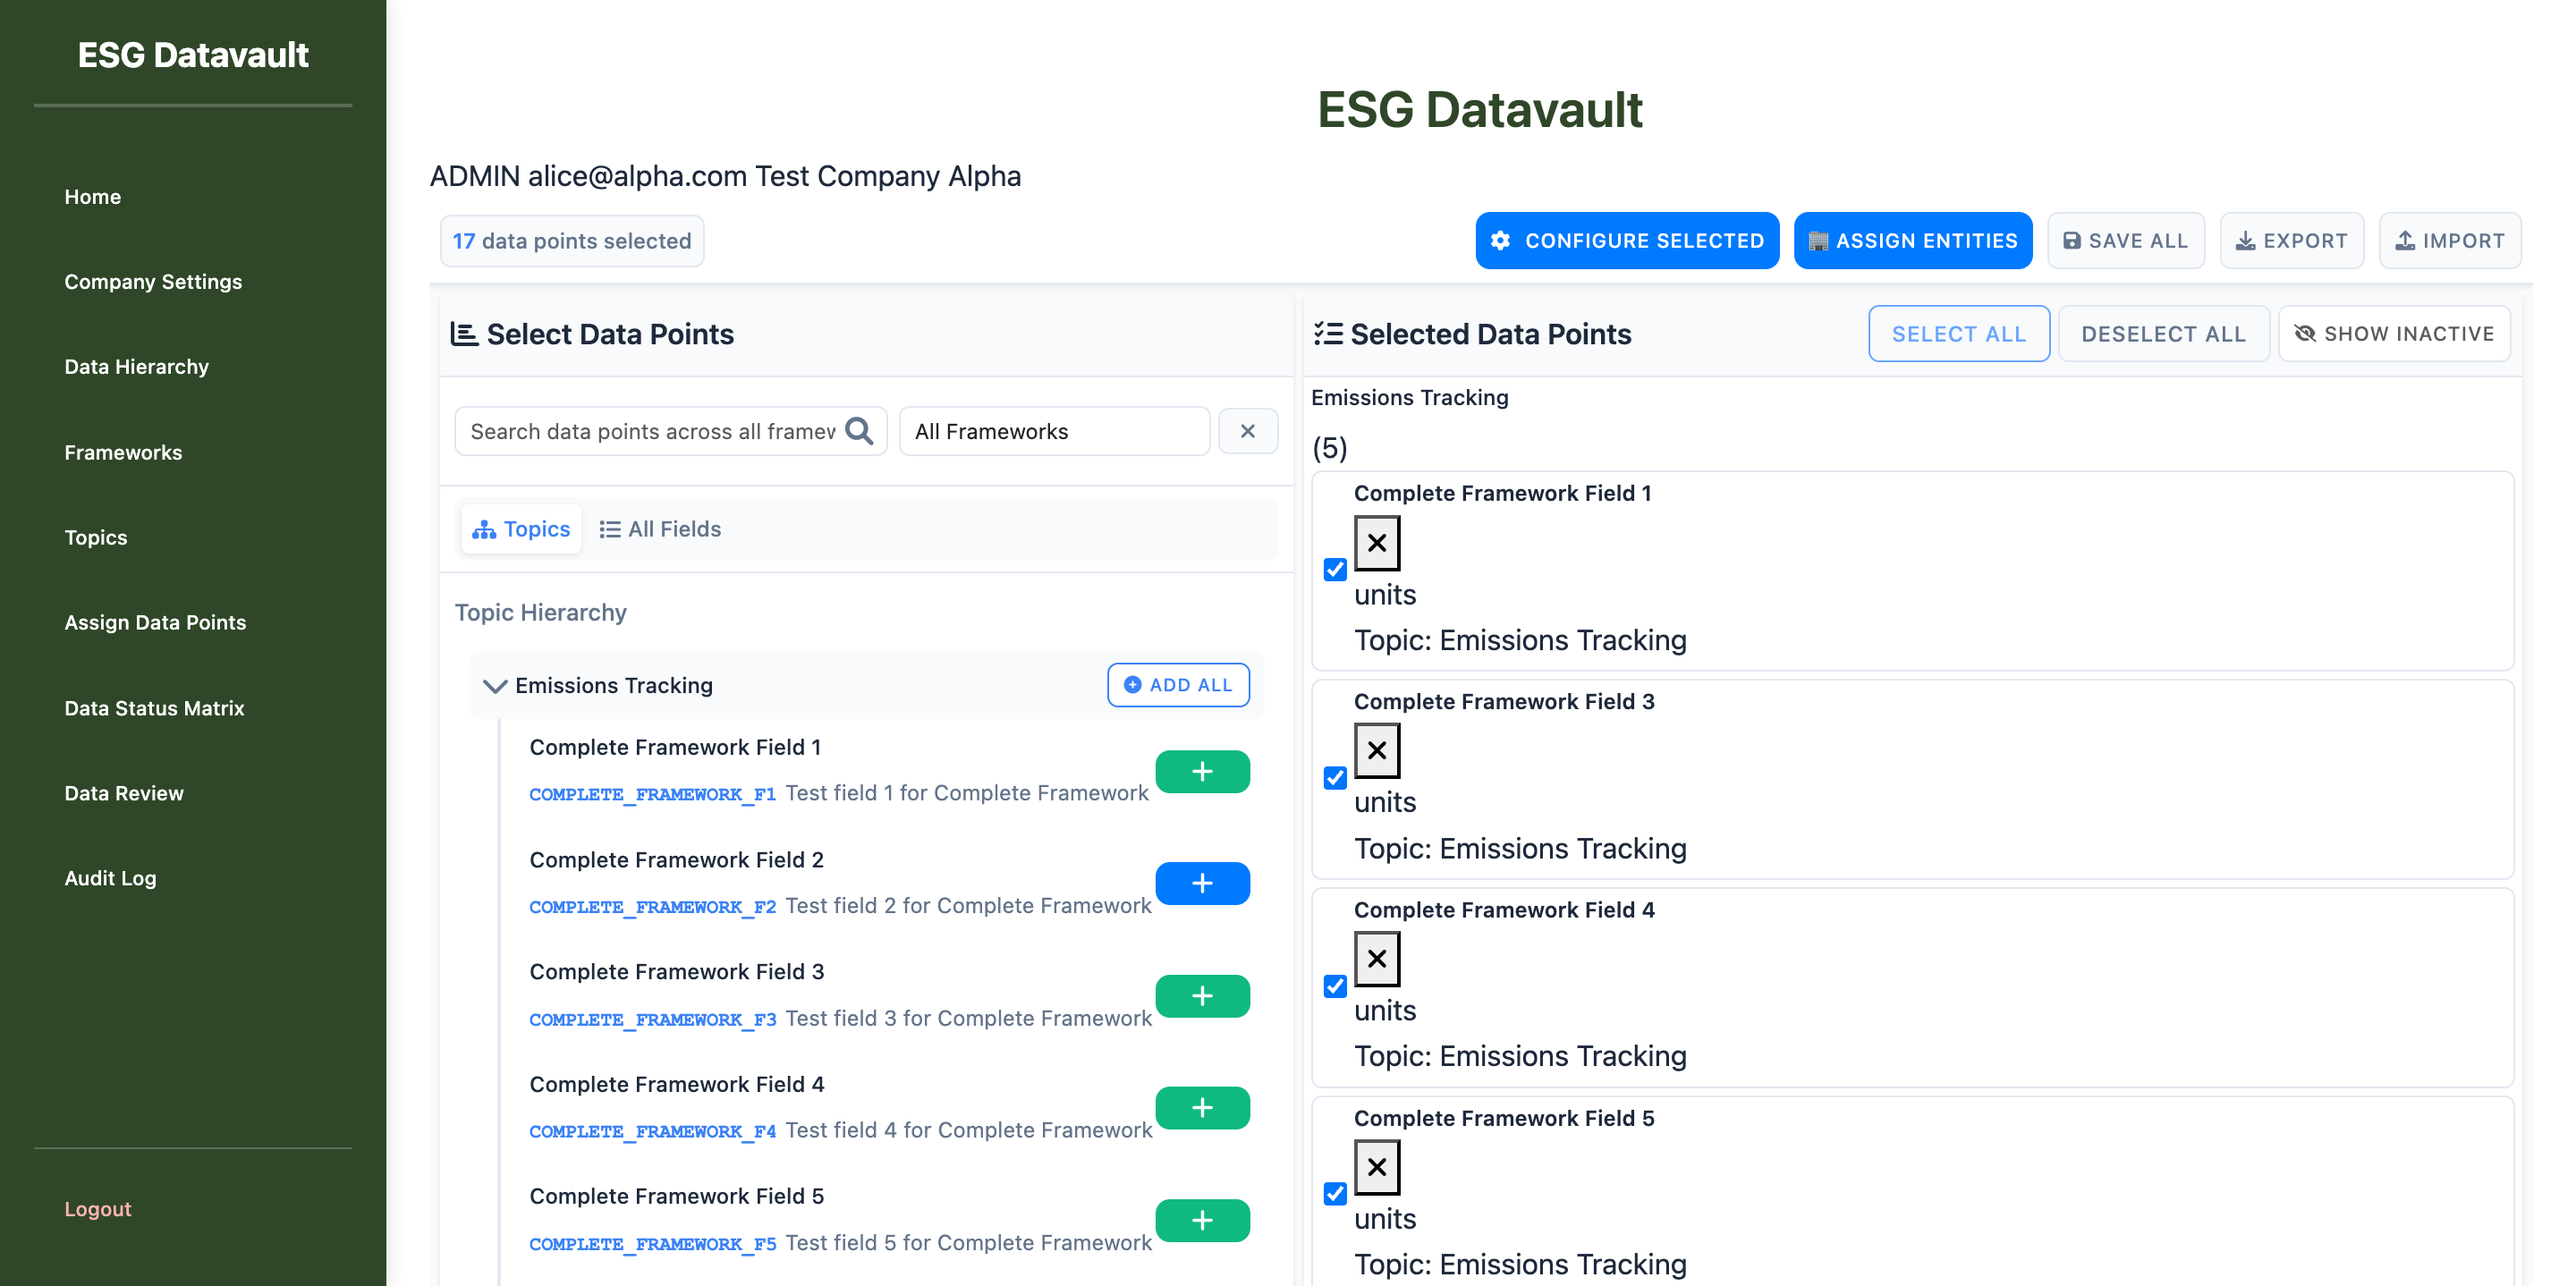 ESG Datavault
Home
Company Settings
Data Hierarchy
Frameworks
Topics
Assign Data Points
Data Status Matrix
Data Review
Audit Log
Logout
ESG Datavault
ADMIN alice@alpha.com Test Company Alpha
17 data points selected
CONFIGURE SELECTED
ASSIGN ENTITIES
SAVE ALL
EXPORT
IMPORT
Select Data Points
Search data points across all framew
All Frameworks
Topics
All Fields
Topic Hierarchy
Emissions Tracking
ADD ALL
Complete Framework Field 1
COMPLETE_FRAMEWORK_F1 Test field 1 for Complete Framework
Complete Framework Field 2
COMPLETE_FRAMEWORK_F2 Test field 2 for Complete Framework
Complete Framework Field 3
COMPLETE_FRAMEWORK_F3 Test field 3 for Complete Framework
Complete Framework Field 4
COMPLETE_FRAMEWORK_F4 Test field 4 for Complete Framework
Complete Framework Field 5
COMPLETE_FRAMEWORK_F5 Test field 5 for Complete Framework
Selected Data Points
SELECT ALL
DESELECT ALL
SHOW INACTIVE
Emissions Tracking
(5)
Complete Framework Field 1
units
Topic: Emissions Tracking
Complete Framework Field 3
units
Topic: Emissions Tracking
Complete Framework Field 4
units
Topic: Emissions Tracking
Complete Framework Field 5
units
Topic: Emissions Tracking